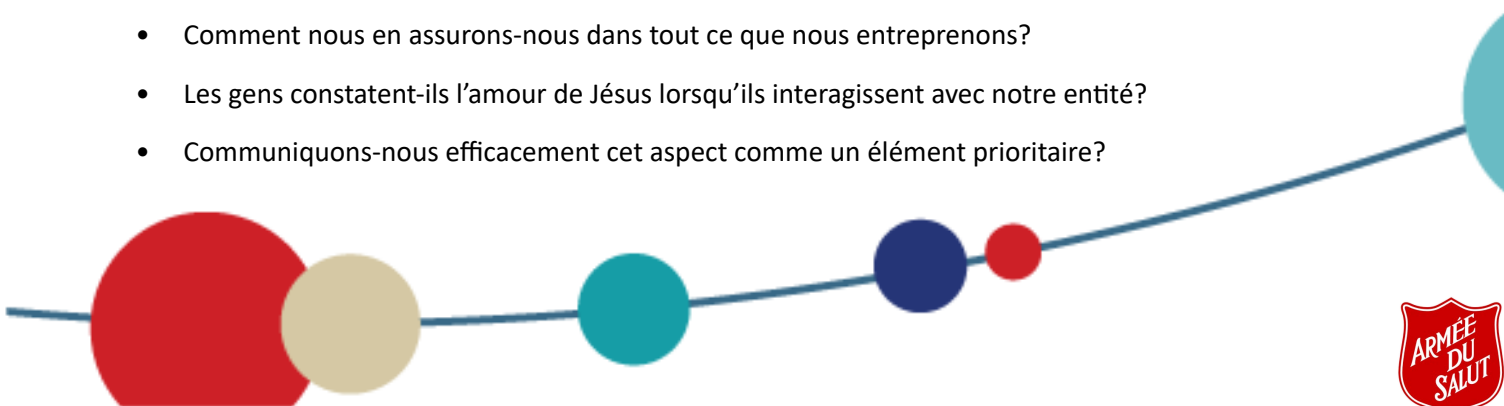 • Comment nous en assurons-nous dans tout ce que nous entreprenons?
• Les gens constatent-ils l’amour de Jésus lorsqu’ils interagissent avec notre entité?
• Communiquons-nous efficacement cet aspect comme un élément prioritaire?
ARMÉE
DU
SALUT